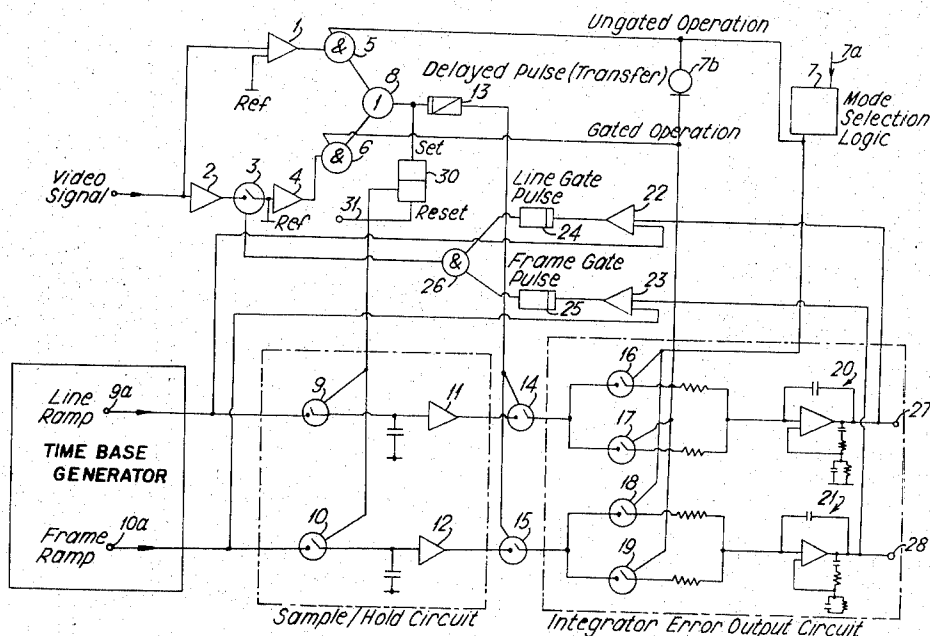 Ungated Operation
1
&
5
7a
7
7b
8
Delayed Pulse (Transfer)
13
Mode
Selection
Logic
Ref
1
&
6
Gated Operation
Set
30
Video
Signal
2
3
4
Ref
31
Reset
Line Gate
Pulse
22
24
&
26
Frame Gate
Pulse
23
25
Line
Ramp
9a
9
11
14
16
17
20
27
TIME BASE
GENERATOR
Frame
Ramp
10a
10
12
15
18
19
21
28
Sample/Hold Circuit
Integrator Error Output Circuit